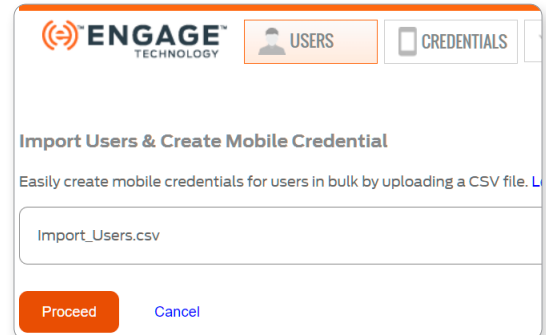 ENGAGE™
TECHNOLOGY
USERS
CREDENTIALS
Import Users & Create Mobile Credential
Easily create mobile credentials for users in bulk by uploading a CSV file.
Import_Users.csv
Proceed
Cancel